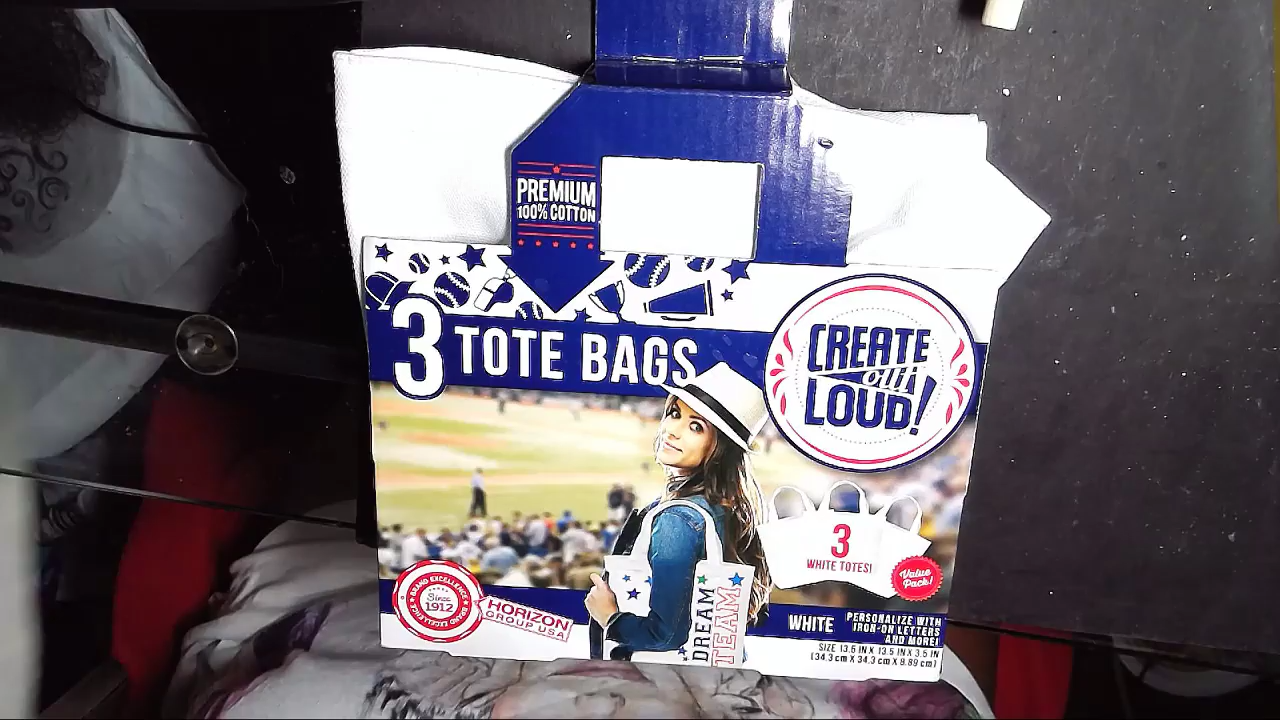 PREMIUM
100% COTTON
3 TOTE BAGS
CREATE
out
LOUD!
3
WHITE TOTES!
Value
Pack!
BRAND EXCELLENCE
Since
1912
BRAND EXCELLENCE
HORIZON
GROUP USA
DREAM
TEAM
WHITE
PERSONALIZE WITH
IRON-ON LETTERS
AND MORE!
SIZE 13.5 IN X 13.5 IN X 3.5 IN
(34.3 cm X 34.3 cm X 8.89 cm)